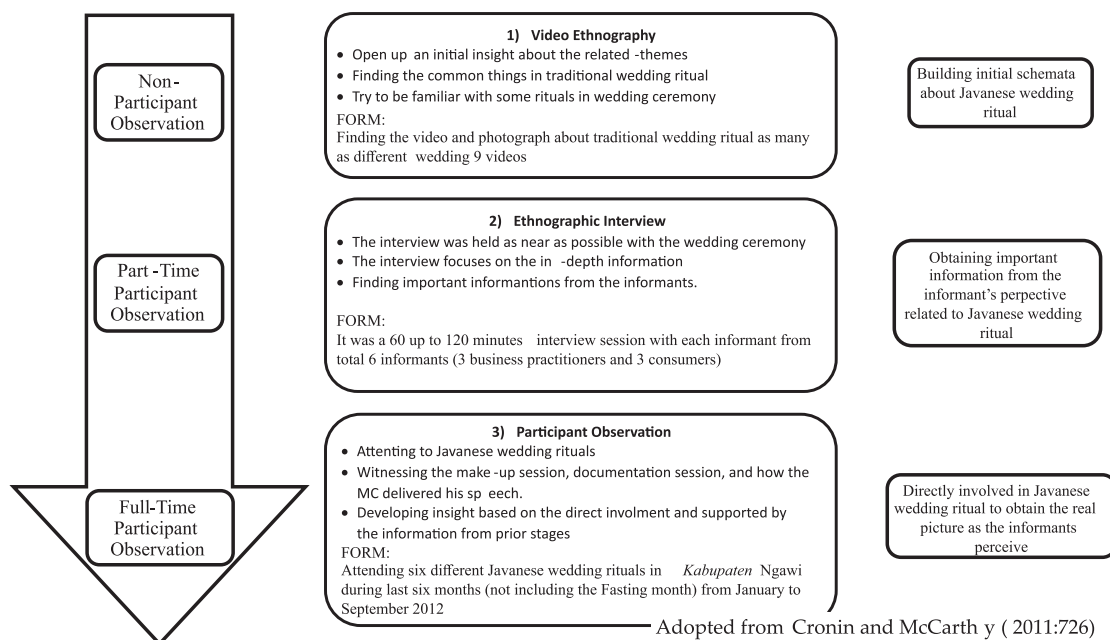 Non-
Participant
Observation
1) Video Ethnography
• Open up an initial insight about the related -themes
• Finding the common things in traditional wedding ritual
• Try to be familiar with some rituals in wedding ceremony
FORM:
Finding the video and photograph about traditional wedding ritual as many
as different wedding 9 videos
Building initial schemata
about Javanese wedding
ritual
Part -Time
Participant
Observation
2) Ethnographic Interview
• The interview was held as near as possible with the wedding ceremony
• The interview focuses on the in -depth information
• Finding important informantions from the informants.
FORM:
It was a 60 up to 120 minutes interview session with each informant from
total 6 informants (3 business practitioners and 3 consumers)
Obtaining important
information from the
informant's perpective
related to Javanese wedding
ritual
Full-Time
Participant
Observation
3) Participant Observation
• Attenting to Javanese wedding rituals
• Witnessing the make -up session, documentation session, and how the
MC delivered his sp eech.
• Developing insight based on the direct involment and supported by
the information from prior stages
FORM:
Attending six different Javanese wedding rituals in Kabupaten Ngawi
during last six months (not including the Fasting month) from January to
September 2012
Directly involved in Javanese
wedding ritual to obtain the real
picture as the informants
perceive
Adopted from Cronin and McCarth y ( 2011:726)